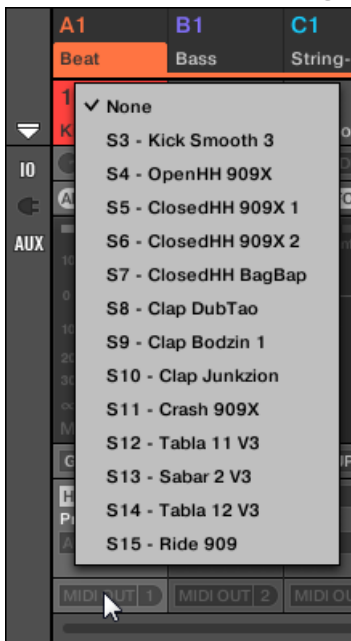 A1 B1 C1
Beat Bass String-
1
None
S3 - Kick Smooth 3
S4 - OpenHH 909X
S5 - ClosedHH 909X 1
S6 - ClosedHH 909X 2
S7 - ClosedHH BagBap
S8 - Clap DubTao
S9 - Clap Bodzin 1
S10 - Clap Junkzion
S11 - Crash 909X
S12 - Tabla 11 V3
S13 - Sabar 2 V3
S14 - Tabla 12 V3
S15 - Ride 909
IO
AUX
MIDI OUT 1 MIDI OUT 2 MIDI OU